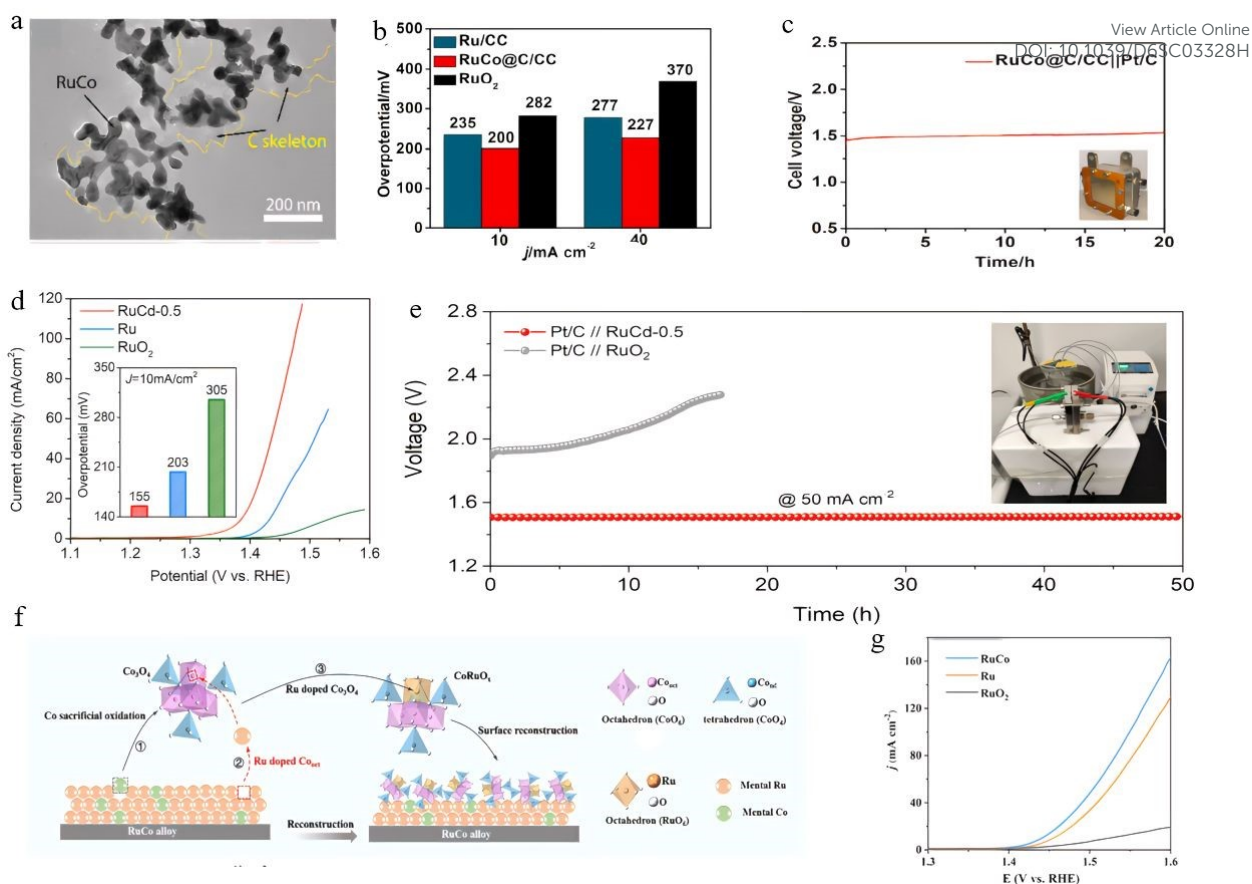 View Article Online
DOI: 10.1039/D6SC03328H
a
RuCo
C skeleton
200 nm
b
Overpotential/mV
500
400
300
200
100
0
Ru/CC
RuCo@C/CC
RuO2
235
200
282
277
227
370
10
40
j/mA cm-2
c
RuCo@C/CC||Pt/C
Cell voltage/V
2.5
2.0
1.5
1.0
0.5
0
5
10
15
20
Time/h
d
Current density (mA/cm2)
120
100
80
60
40
20
0
RuCd-0.5
Ru
RuO2
J=10mA/cm2
Overpotential (mV)
350
280
210
140
155
203
305
1.1
1.2
1.3
1.4
1.5
1.6
Potential (V vs. RHE)
e
Voltage (V)
2.8
2.4
2.0
1.6
1.2
Pt/C // RuCd-0.5
Pt/C // RuO2
@ 50 mA cm-2
0
10
20
30
40
50
Time (h)
f
Co3O4
Co sacrificial oxidation
①
②
Ru doped Cooct
③
Ru doped Co3O4
CoRuOx
Surface reconstruction
RuCo alloy
Reconstruction
RuCo alloy
Cooct
O
Octahedron (CoO6)
Cotet
O
tetrahedron (CoO4)
Ru
O
Octahedron (RuO6)
Mental Ru
Mental Co
g
j (mA cm-2)
160
120
80
40
0
RuCo
Ru
RuO2
1.3
1.4
1.5
1.6
E (V vs. RHE)